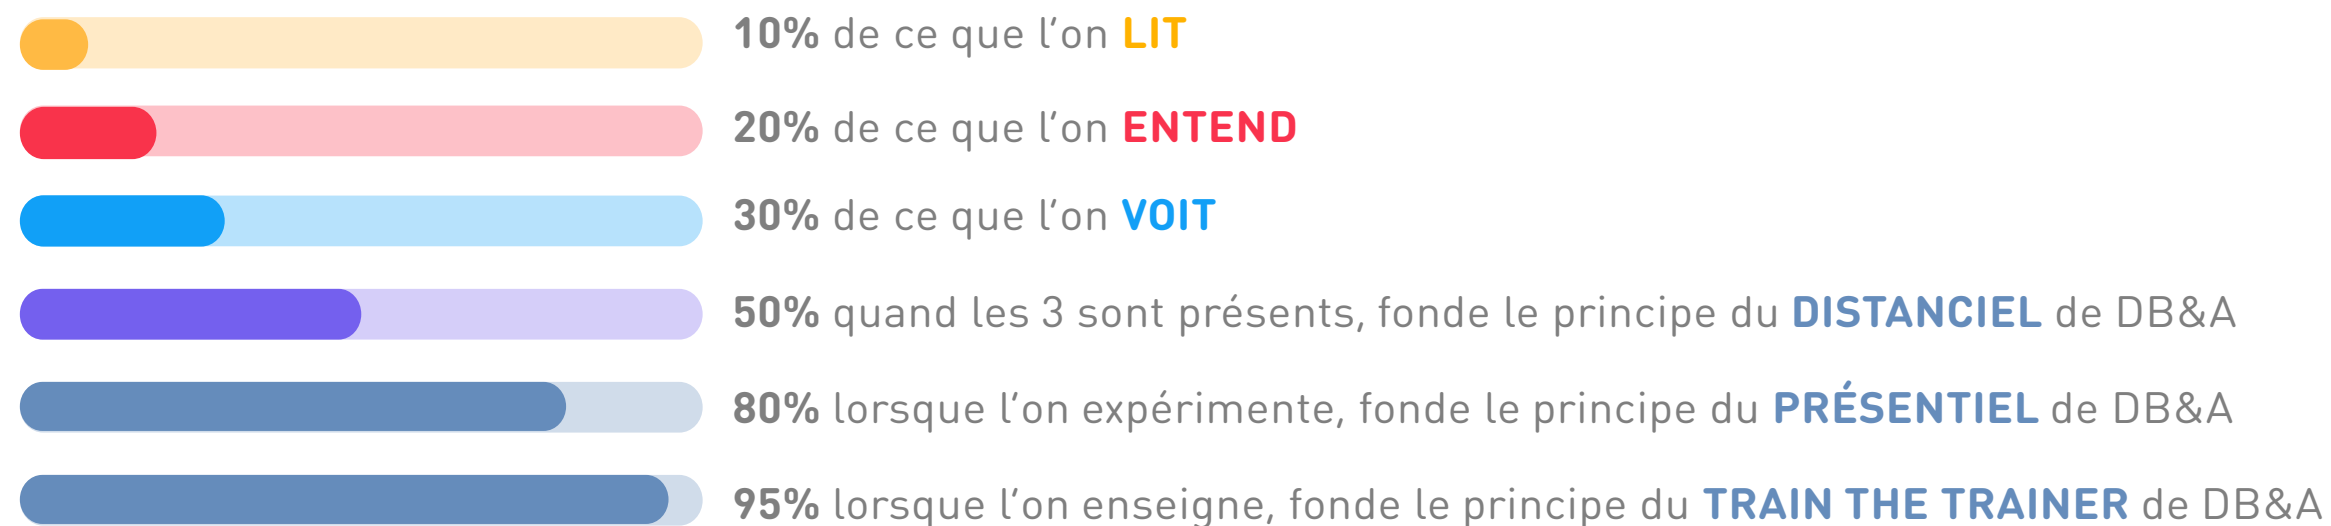 10% de ce que l’on LIT
20% de ce que l’on ENTEND
30% de ce que l’on VOIT
50% quand les 3 sont présents, fonde le principe du DISTANCIEL de DB&A
80% lorsque l’on expérimente, fonde le principe du PRÉSENTIEL de DB&A
95% lorsque l’on enseigne, fonde le principe du TRAIN THE TRAINER de DB&A